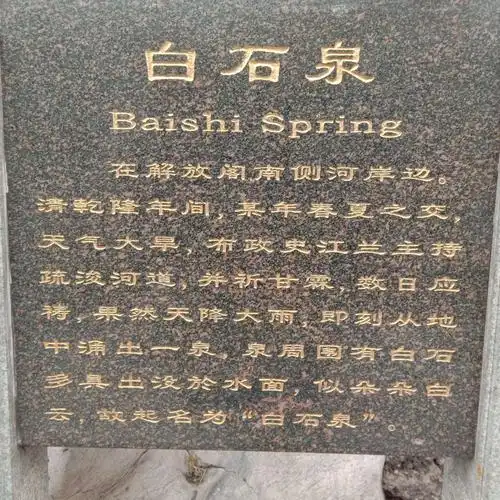 白石泉
Baishi Spring
在解放阁南侧河岸边。
清乾隆年间，某年春夏之交，
天气大旱，布政史江兰主持
疏浚河道，并祈甘霖，数日应
祷，果然天降大雨，即刻从地
中涌出一泉。泉周围有白石
多具出没於水面，似朵朵白
云，故起名为“白石泉”。